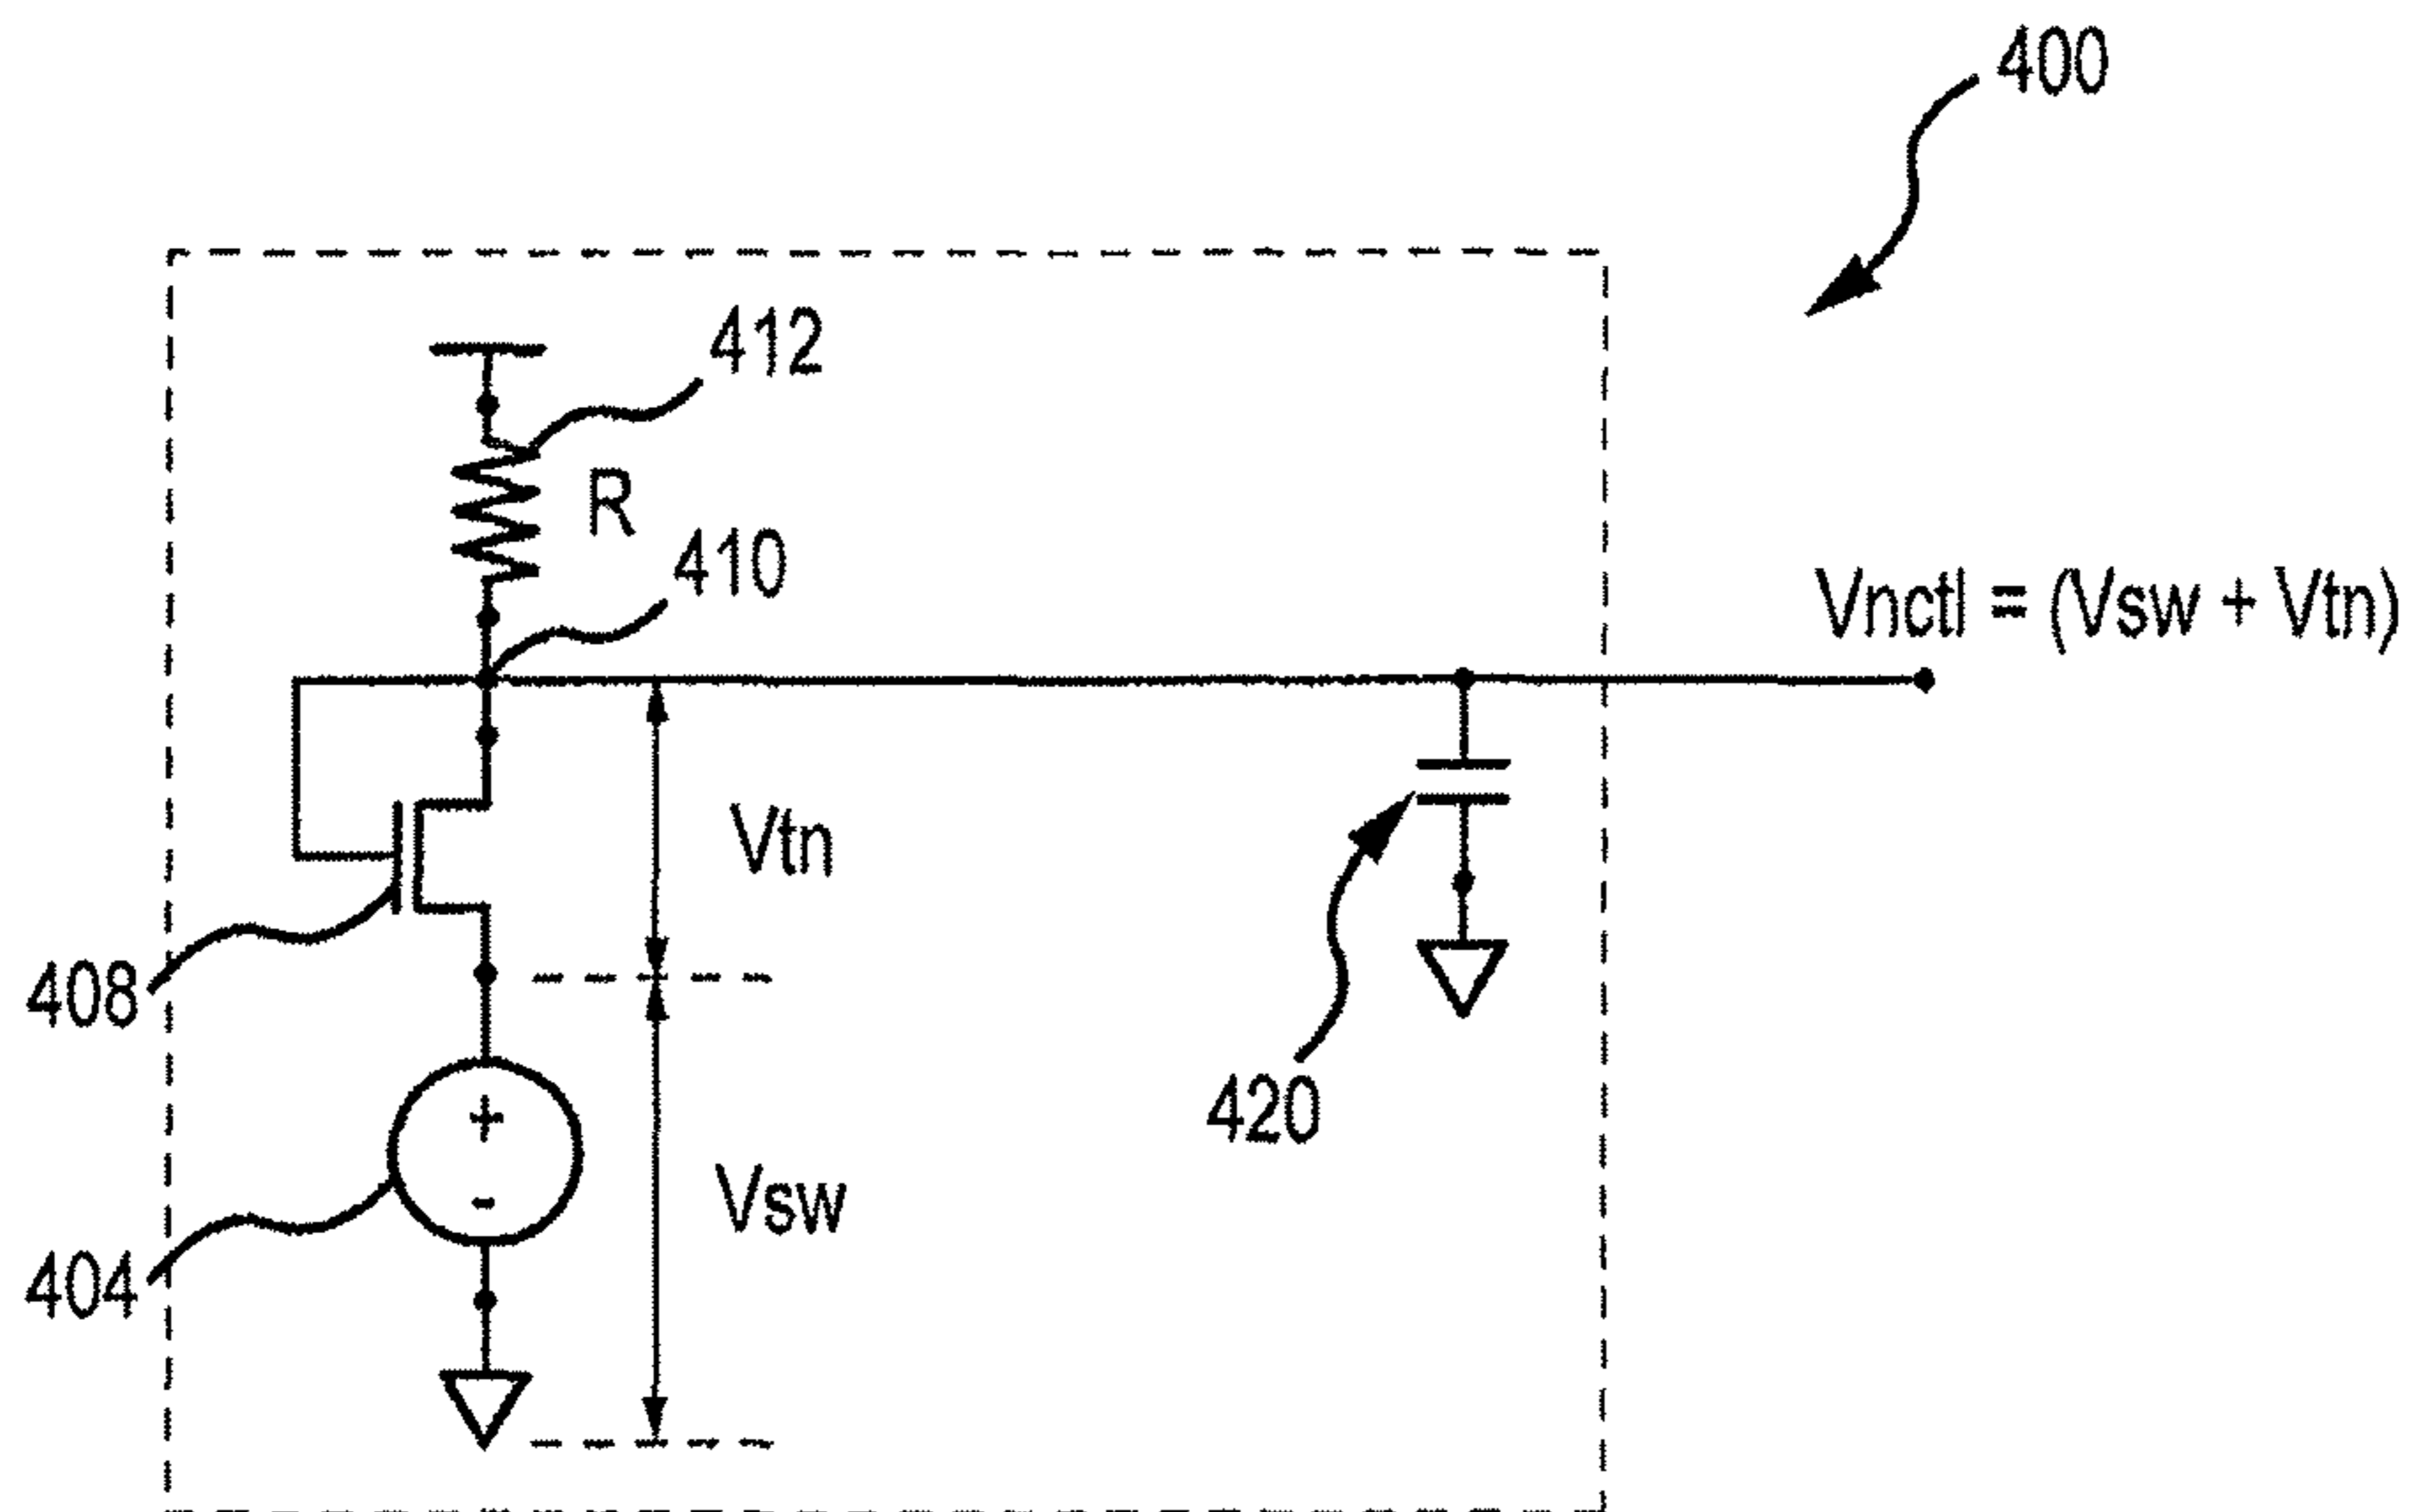 400
412
R
410
Vnctl = (Vsw + Vtn)
Vtn
408
420
+
Vsw
-
404